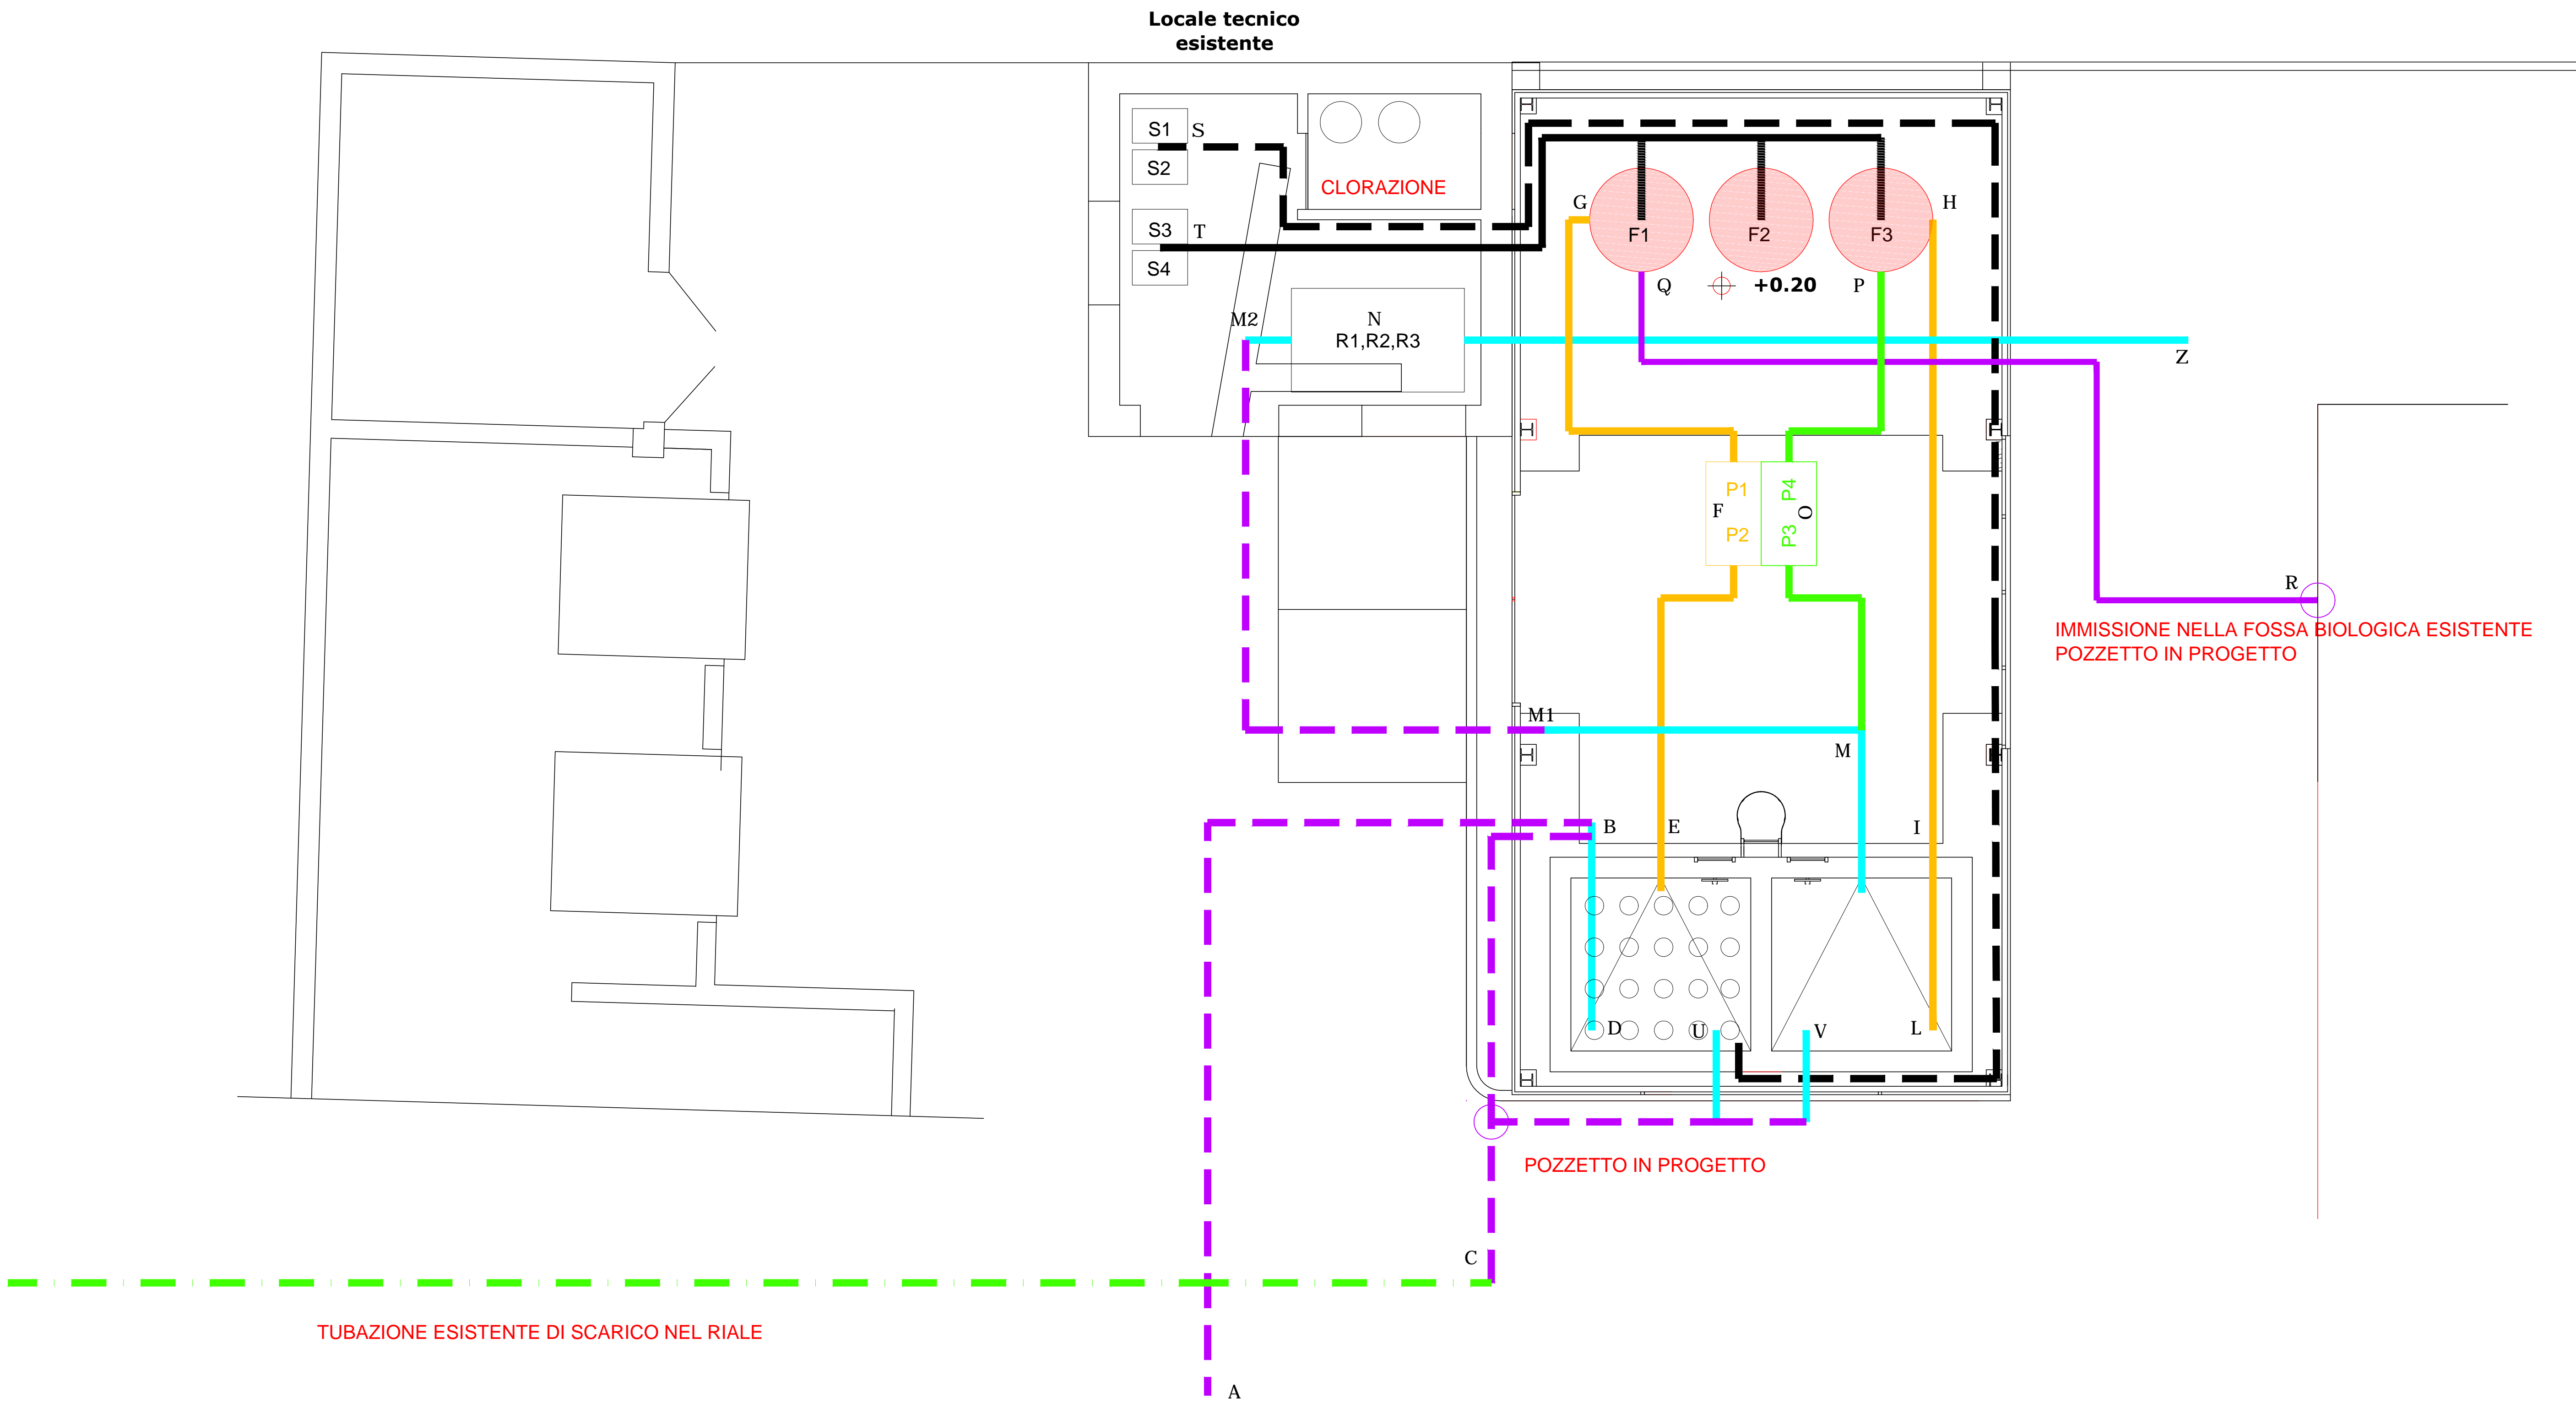 Locale tecnico
esistente
S1
S
S2
S3
T
S4
CLORAZIONE
G
H
F1
F2
F3
Q
+0.20
P
M2
N
R1,R2,R3
Z
P1
P4
F
O
P2
P3
R
IMMISSIONE NELLA FOSSA BIOLOGICA ESISTENTE
POZZETTO IN PROGETTO
M1
M
B
E
I
D
U
V
L
POZZETTO IN PROGETTO
C
TUBAZIONE ESISTENTE DI SCARICO NEL RIALE
A